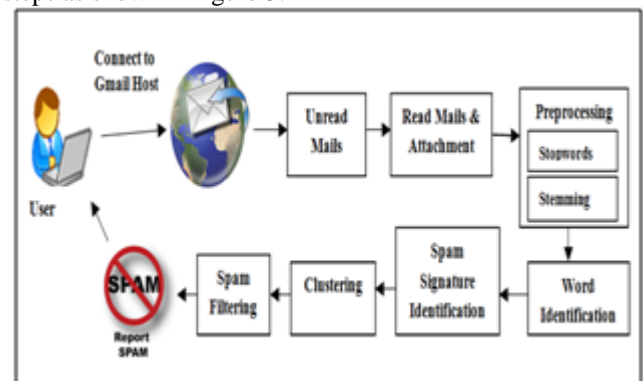 Connect to
Gmail Host
Unread
Mails
Read Mails &
Attachment
Preprocessing
Stopwords
Stemming
User
SPAM
Report
SPAM
Spam
Filtering
Clustering
Spam
Signature
Identification
Word
Identification